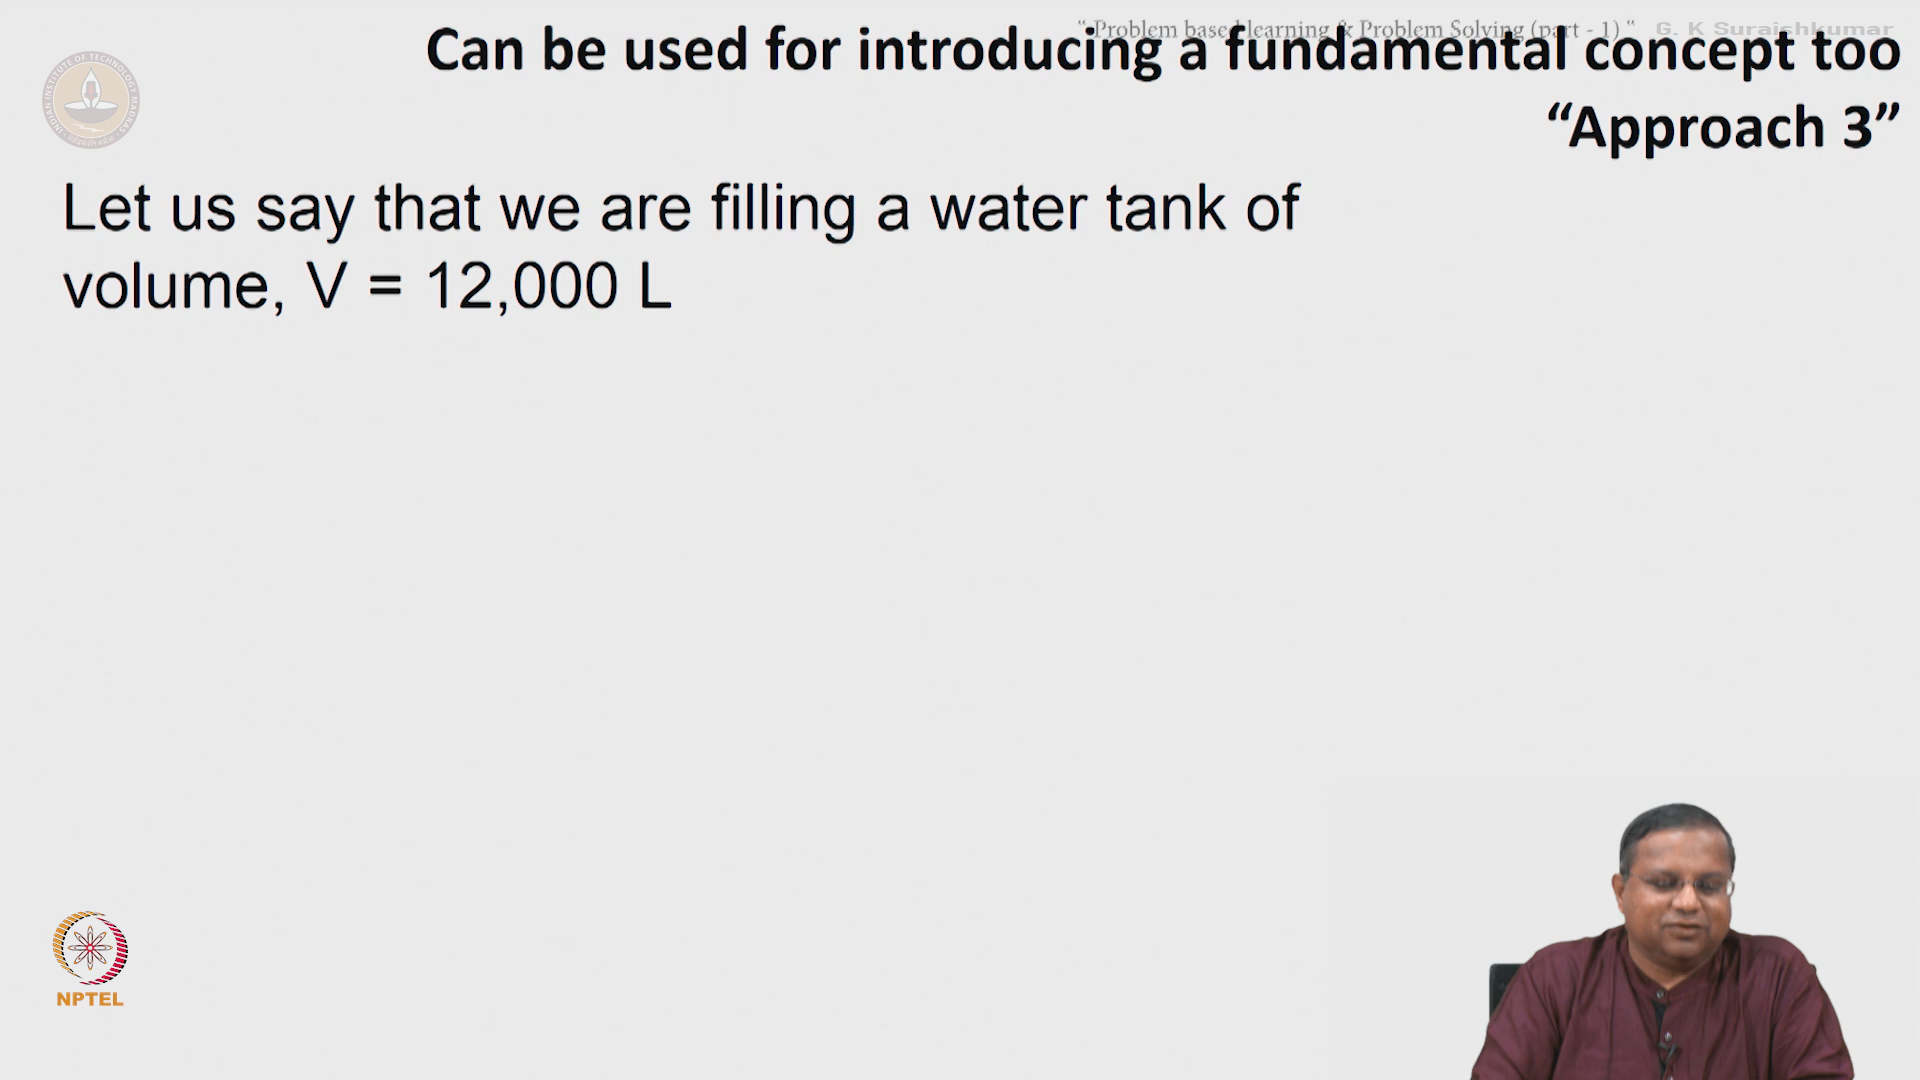 " Problem based learning & Problem Solving (part - 1) " G. K Suraishkumar
Can be used for introducing a fundamental concept too
“Approach 3”
Let us say that we are filling a water tank of
volume, V = 12,000 L
NPTEL